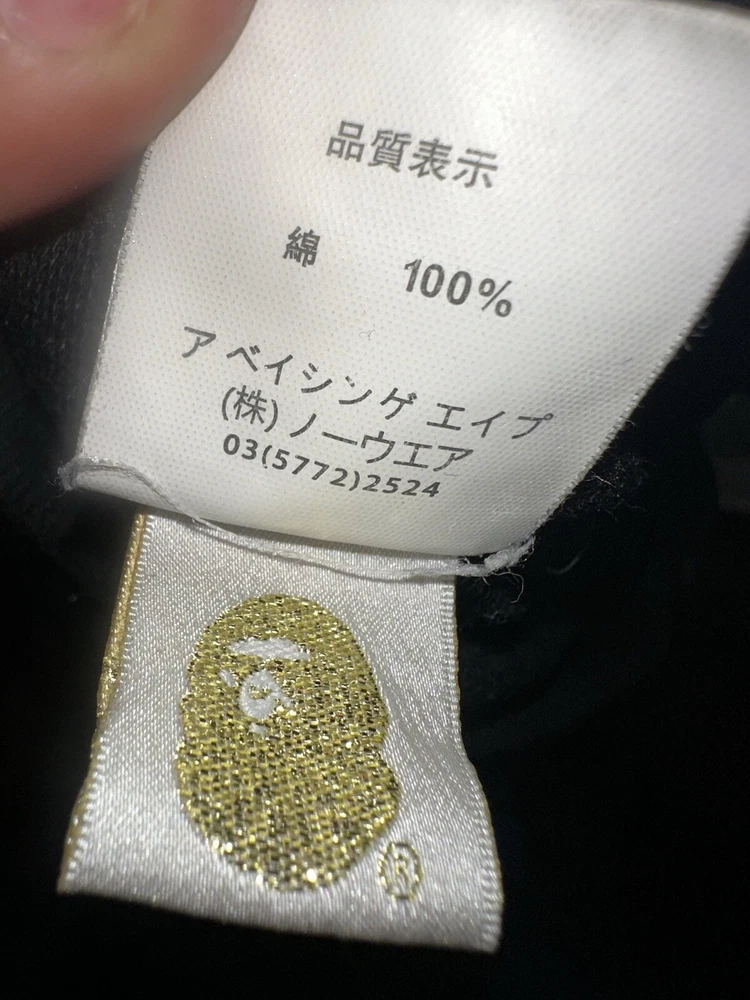 品質表示
綿 100%
ア ベイシンゲ エイプ
(株) ノーウエア
03(5772)2524
®